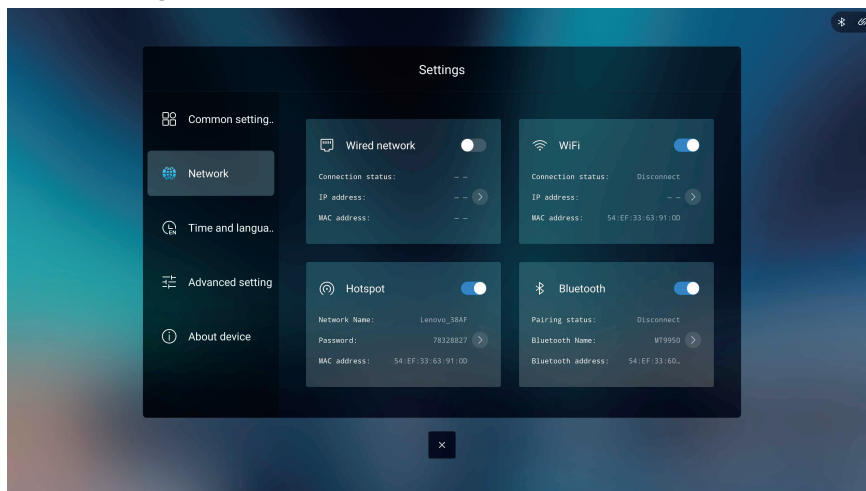 Settings
Common setting..
Network
Time and langua..
EN
Advanced setting
About device
Wired network
Connection status: – –
IP address: – –
MAC address: – –
WiFi
Connection status: Disconnect
IP address: – –
MAC address: 54:EF:33:63:91:0D
Hotspot
Network Name: Lenovo_38AF
Password: 78328827
MAC address: 54:EF:33:63:91:0D
Bluetooth
Pairing status: Disconnect
Bluetooth Name: MT9950
Bluetooth address: 54:EF:33:60…